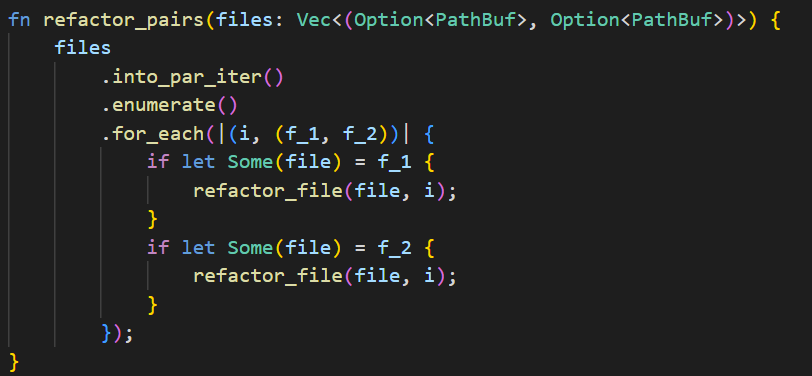 fn refactor_pairs(files: Vec<(Option<PathBuf>, Option<PathBuf>)>) {
    files
        .into_par_iter()
        .enumerate()
        .for_each(|(i, (f_1, f_2))| {
            if let Some(file) = f_1 {
                refactor_file(file, i);
            }
            if let Some(file) = f_2 {
                refactor_file(file, i);
            }
        });
}